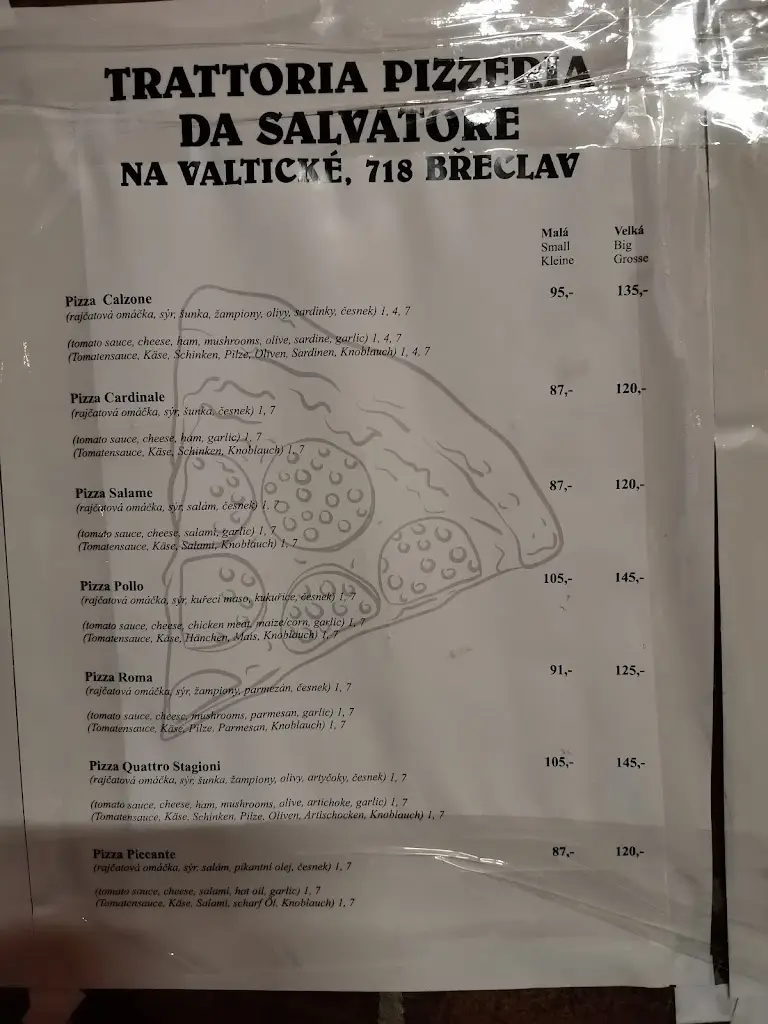 TRATTORIA PIZZERIA
DA SALVATORE
NA VALTICKÉ, 718 BŘECLAV
Malá Velká
Small Big
Kleine Grosse
Pizza Calzone 95,- 135,-
(rajčatová omáčka, sýr, šunka, žampiony, olivy, sardinky, česnek) 1, 4, 7
(tomato sauce, cheese, ham, mushrooms, olive, sardine, garlic) 1, 4, 7
(Tomatensauce, Käse, Schinken, Pilze, Oliven, Sardinen, Knoblauch) 1, 4, 7
Pizza Cardinale 87,- 120,-
(rajčatová omáčka, sýr, šunka, česnek) 1, 7
(tomato sauce, cheese, ham, garlic) 1, 7
(Tomatensauce, Käse, Schinken, Knoblauch) 1, 7
Pizza Salame 87,- 120,-
(rajčatová omáčka, sýr, salám, česnek) 1, 7
(tomato sauce, cheese, salami, garlic) 1, 7
(Tomatensauce, Käse, Salami, Knoblauch) 1, 7
Pizza Pollo 105,- 145,-
(rajčatová omáčka, sýr, kuřecí maso, kukuřice, česnek) 1, 7
(tomato sauce, cheese, chicken meat, maize/corn, garlic) 1, 7
(Tomatensauce, Käse, Hänchen, Mais, Knoblauch) 1, 7
Pizza Roma 91,- 125,-
(rajčatová omáčka, sýr, žampiony, parmezán, česnek) 1, 7
(tomato sauce, cheese, mushrooms, parmesan, garlic) 1, 7
(Tomatensauce, Käse, Pilze, Parmesan, Knoblauch) 1, 7
Pizza Quattro Stagioni 105,- 145,-
(rajčatová omáčka, sýr, šunka, žampiony, olivy, artyčoky, česnek) 1, 7
(tomato sauce, cheese, ham, mushrooms, olive, artichoke, garlic) 1, 7
(Tomatensauce, Käse, Schinken, Pilze, Oliven, Artischocken, Knoblauch) 1, 7
Pizza Piccante 87,- 120,-
(rajčatová omáčka, sýr, salám, pikantní olej, česnek) 1, 7
(tomato sauce, cheese, salami, hot oil, garlic) 1, 7
(Tomatensauce, Käse, Salami, scharf Öl, Knoblauch) 1, 7